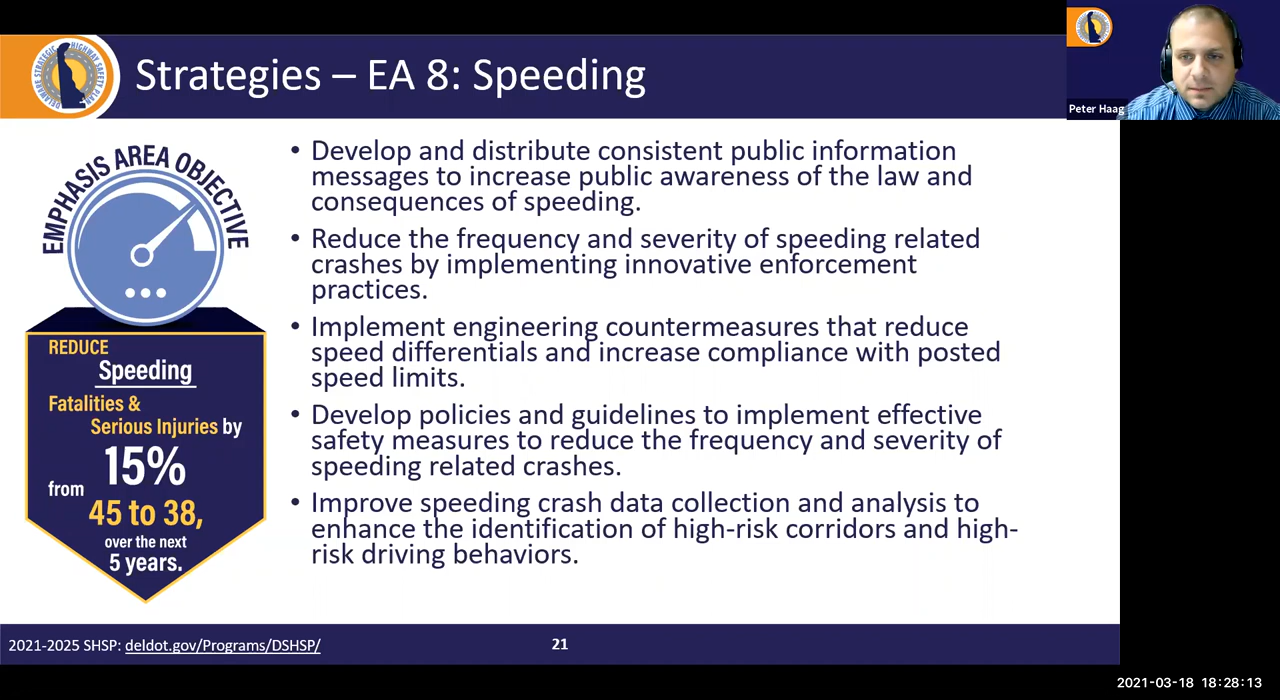 Strategies – EA 8: Speeding
DELAWARE STRATEGIC HIGHWAY SAFETY PLAN
Peter Haag
EMPHASIS AREA OBJECTIVE
REDUCE
Speeding
Fatalities &
Serious Injuries by
15%
from
45 to 38,
over the next
5 years.
• Develop and distribute consistent public information
messages to increase public awareness of the law and
consequences of speeding.
• Reduce the frequency and severity of speeding related
crashes by implementing innovative enforcement
practices.
• Implement engineering countermeasures that reduce
speed differentials and increase compliance with posted
speed limits.
• Develop policies and guidelines to implement effective
safety measures to reduce the frequency and severity of
speeding related crashes.
• Improve speeding crash data collection and analysis to
enhance the identification of high-risk corridors and high-
risk driving behaviors.
2021-2025 SHSP: deldot.gov/Programs/DSHSP/
21
2021-03-18 18:28:13